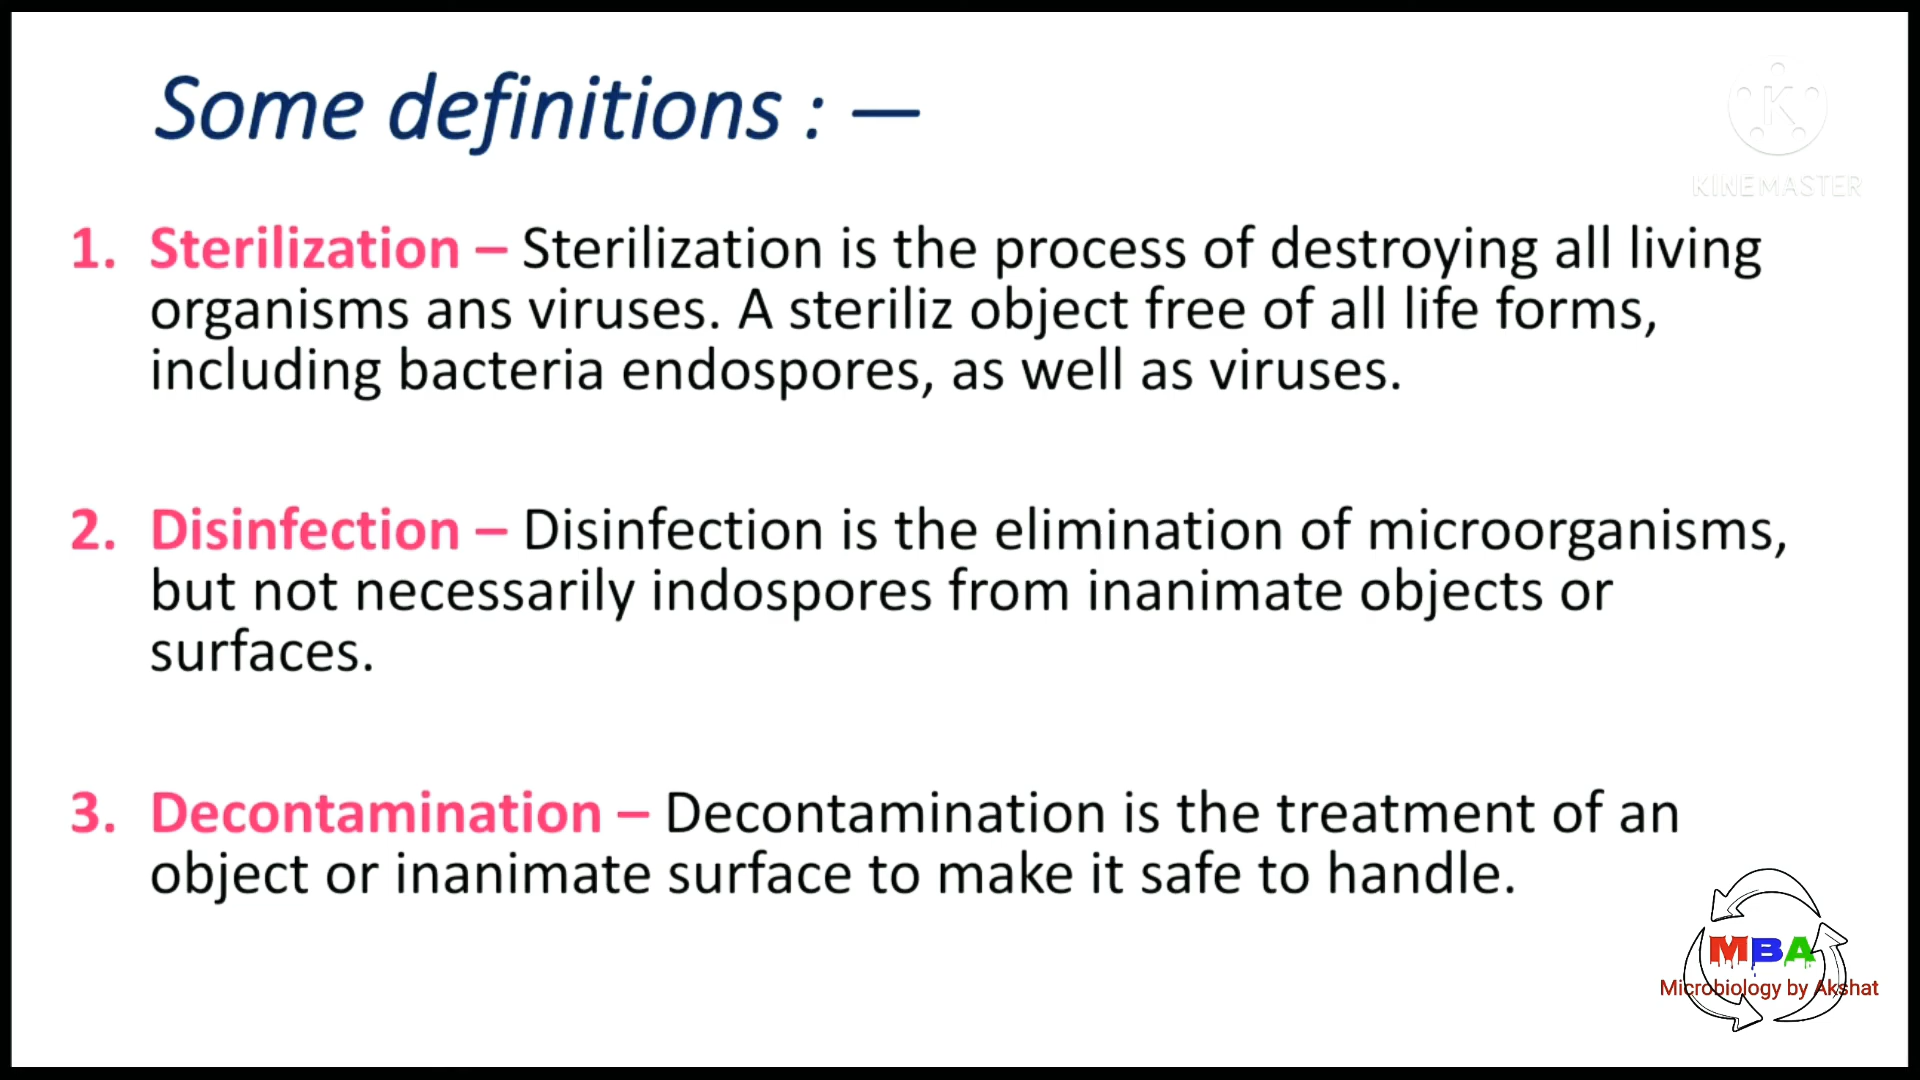 Some definitions : —
KINEMASTER
1. Sterilization – Sterilization is the process of destroying all living
organisms ans viruses. A steriliz object free of all life forms,
including bacteria endospores, as well as viruses.
2. Disinfection – Disinfection is the elimination of microorganisms,
but not necessarily indospores from inanimate objects or
surfaces.
3. Decontamination – Decontamination is the treatment of an
object or inanimate surface to make it safe to handle.
MBA
Microbiology by Akshat